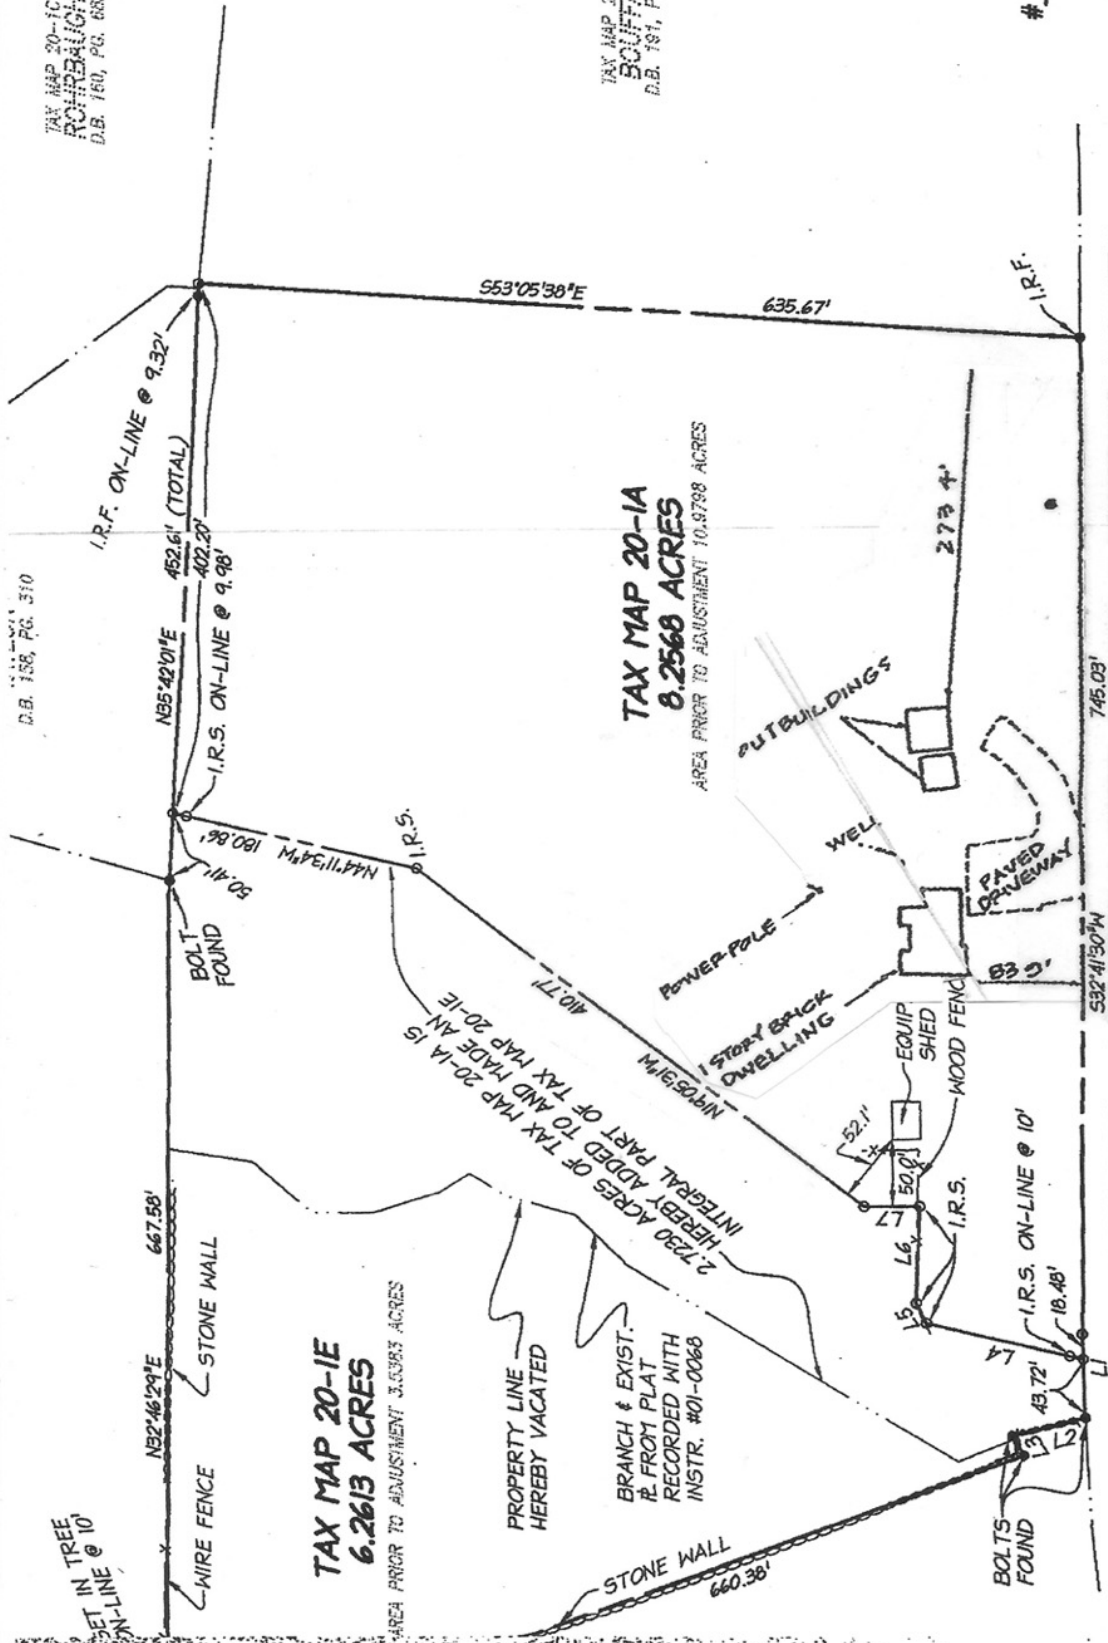 TAX MAP 20-1C
ROHRBAUGH
D.B. 160, PG. 68
TAX MAP
BOUFF
D.B. 191, P
#
D.B. 158, PG. 310
I.R.F. ON-LINE @ 9.32'
452.61' (TOTAL)
402.20'
N35°42'01"E
I.R.S. ON-LINE @ 9.98'
S53°05'38"E
635.67'
I.R.F.
50.41'
N44°11'34"W 180.86'
I.R.S.
BOLT
FOUND
TAX MAP 20-1A
8.2568 ACRES
AREA PRIOR TO ADJUSTMENT 10.9798 ACRES
273 4'
OUTBUILDINGS
WELL
POWER POLE
PAVED
DRIVEWAY
1 STORY BRICK
DWELLING
83 9'
745.03'
S32°41'30"W
410.77'
N19°05'31"W
2.7230 ACRES OF TAX MAP 20-1A IS
HEREBY ADDED TO AND MADE AN
INTEGRAL PART OF TAX MAP 20-1E
52.1'
EQUIP
SHED
50.0'
WOOD FENC
L7
L6
I.R.S.
L5
L4
I.R.S. ON-LINE @ 10'
18.48'
L1
43.72'
L2
L3
BOLTS
FOUND
667.58'
N32°46'29"E
STONE WALL
WIRE FENCE
SET IN TREE
ON-LINE @ 10'
TAX MAP 20-1E
6.2613 ACRES
AREA PRIOR TO ADJUSTMENT 3.5383 ACRES
PROPERTY LINE
HEREBY VACATED
BRANCH & EXIST.
PL FROM PLAT
RECORDED WITH
INSTR. #01-0068
STONE WALL
660.38'